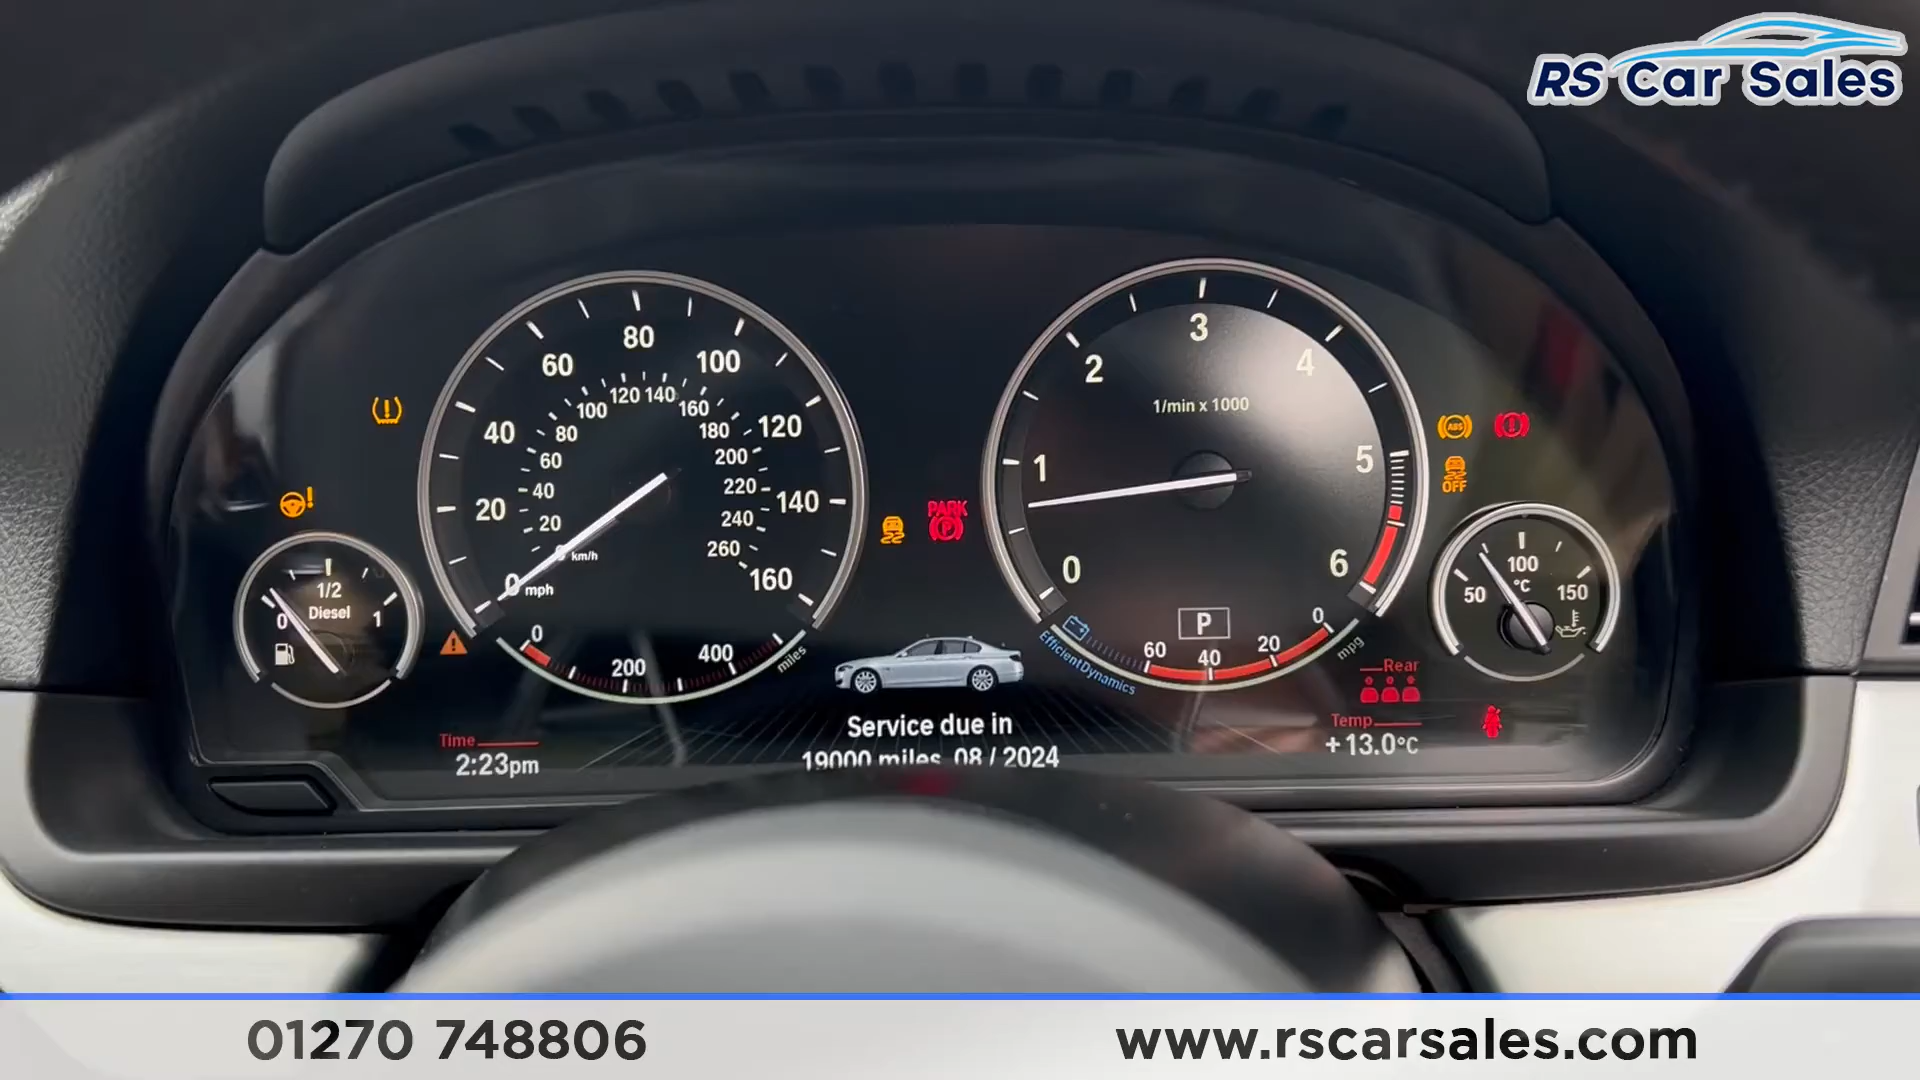 RS Car Sales
80
60
100
40
120
20
140
0 mph
160
120 140
100
160
80
180
60
200
40
220
20
240
km/h
260
1/2
Diesel
0
1
0
200
400
miles
PARK
P
3
2
4
1/min x 1000
1
5
0
6
P
60
40
20
0
mpg
EfficientDynamics
ABS
OFF
100
°C
50
150
Rear
Time
2:23pm
Service due in
19000 miles 08 / 2024
Temp
+13.0°C
01270 748806
www.rscarsales.com